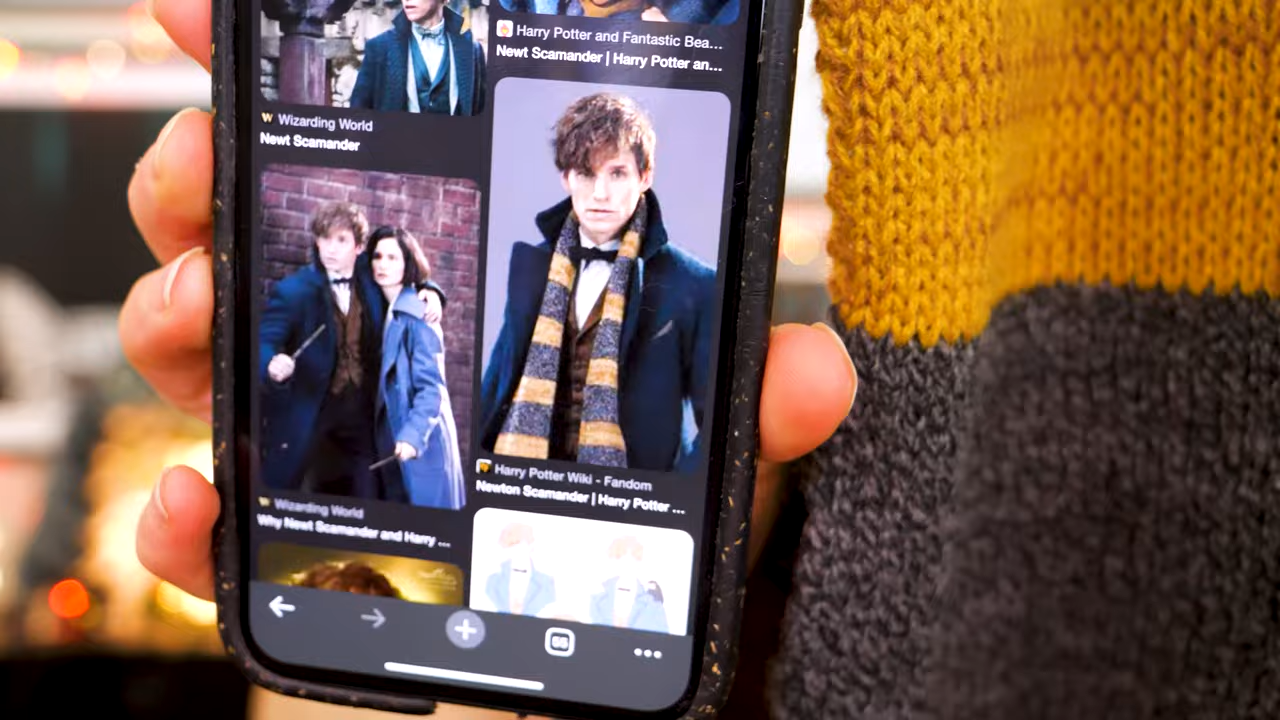 Harry Potter and Fantastic Bea...
Newt Scamander | Harry Potter an...
W Wizarding World
Newt Scamander
Harry Potter Wiki - Fandom
Newton Scamander | Harry Potter ...
W Wizarding World
Why Newt Scamander and Harry ...